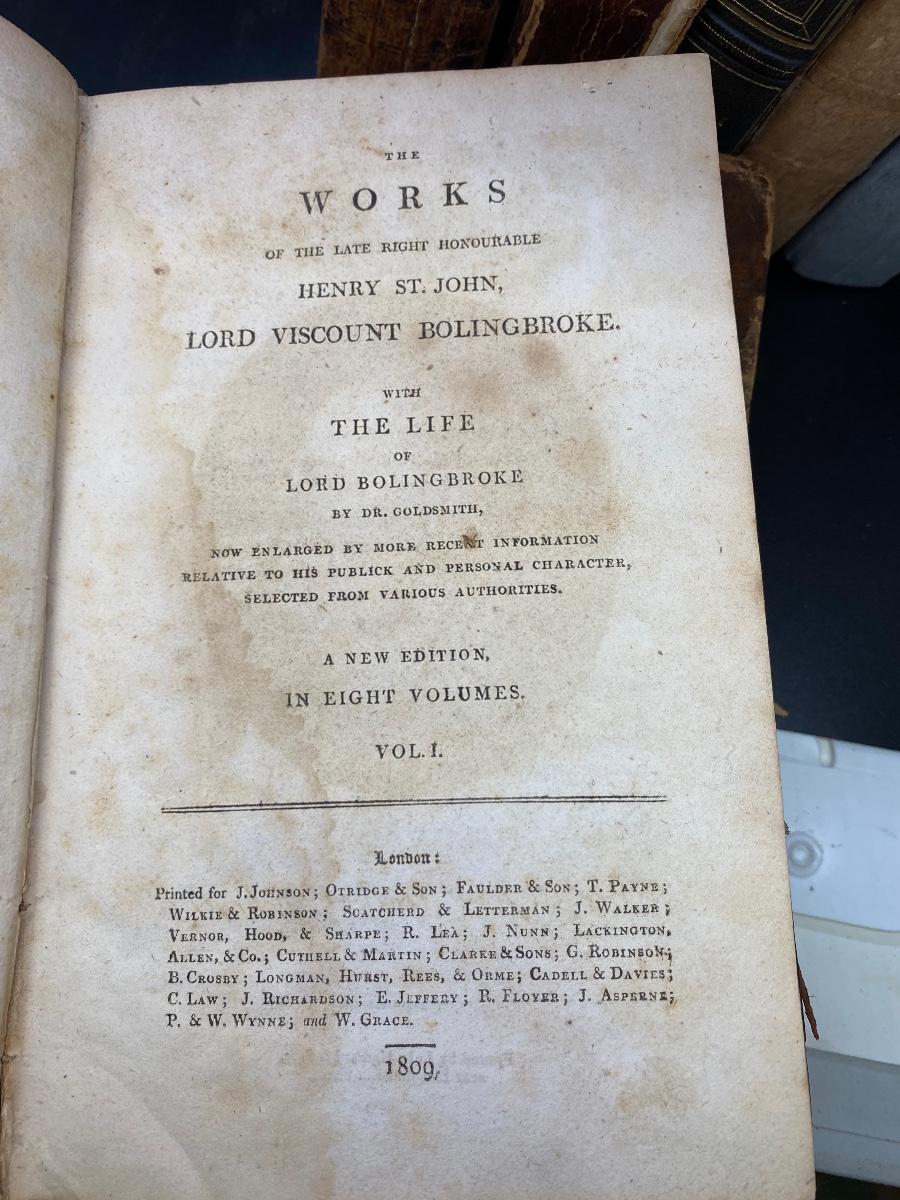 THE
WORKS
OF THE LATE RIGHT HONOURABLE
HENRY ST. JOHN,
LORD VISCOUNT BOLINGBROKE.
WITH
THE LIFE
OF
LORD BOLINGBROKE
BY DR. GOLDSMITH,
NOW ENLARGED BY MORE RECENT INFORMATION
RELATIVE TO HIS PUBLICK AND PERSONAL CHARACTER,
SELECTED FROM VARIOUS AUTHORITIES.
A NEW EDITION,
IN EIGHT VOLUMES.
VOL. I.
London:
Printed for J. JOHNSON; OTRIDGE & SON; FAULDER & SON; T. PAYNE;
WILKIE & ROBINSON; SCATCHERD & LETTERMAN; J. WALKER;
VERNOR, HOOD, & SHARPE; R. LEA; J. NUNN; LACKINGTON,
ALLEN, & CO.; CUTHELL & MARTIN; CLARKE & SONS; G. ROBINSON;
B. CROSBY; LONGMAN, HURST, REES, & ORME; CADELL & DAVIES;
C. LAW; J. RICHARDSON; E. JEFFERY; R. FLOYER; J. ASPERNE;
P. & W. WYNNE; and W. GRACE.
1809.